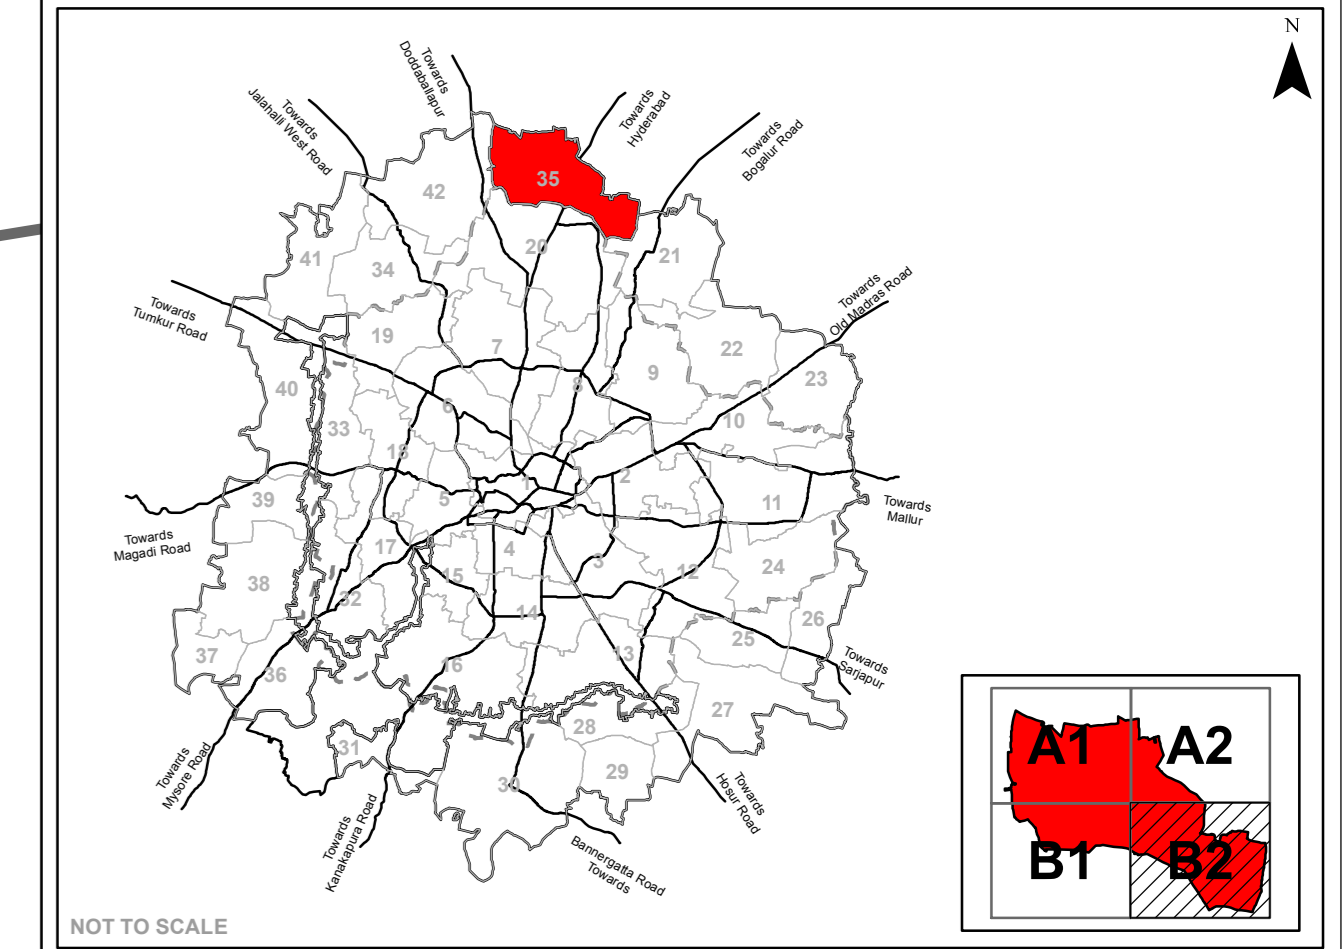 N
Towards
Doddaballapur
Towards
Hyderabad
Towards
Jalahalli West Road
Towards
Bogalur Road
35
42
20
21
41
34
Towards
Old Madras Road
Towards
Tumkur Road
19
7
22
9
23
8
40
6
10
33
18
2
1
39
5
11
Towards
Mallur
Towards
Magadi Road
17
4
3
15
12
24
38
32
14
26
25
13
37
16
36
Towards
Sarjapur
27
28
31
29
30
Towards
Mysore Road
Towards
Kanakapura Road
Towards
Hosur Road
Bannergatta Road
Towards
A1
A2
B1
B2
NOT TO SCALE